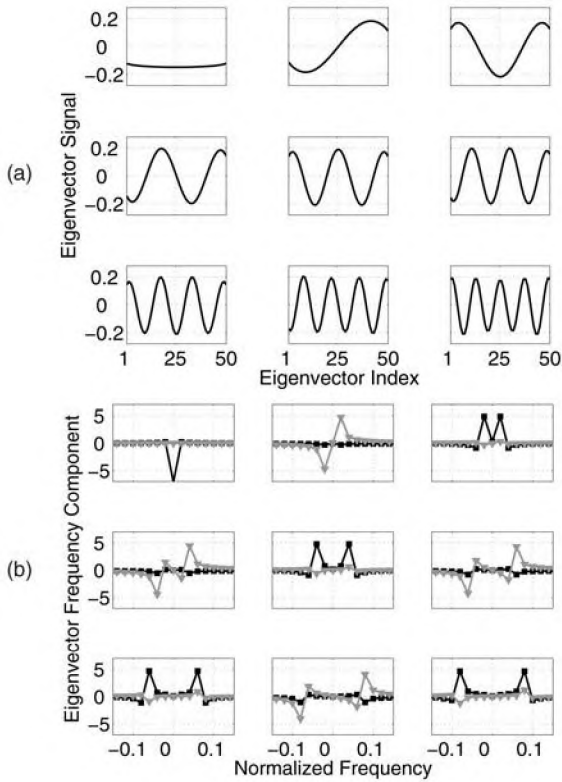 0.2
0
−0.2
(a)
Eigenvector Signal
0.2
0
−0.2
0.2
0
−0.2
1 25 50 1 25 50 1 25 50
Eigenvector Index
5
0
−5
(b)
Eigenvector Frequency Component
5
0
−5
5
0
−5
−0.1 0 0.1 −0.1 0 0.1 −0.1 0 0.1
Normalized Frequency